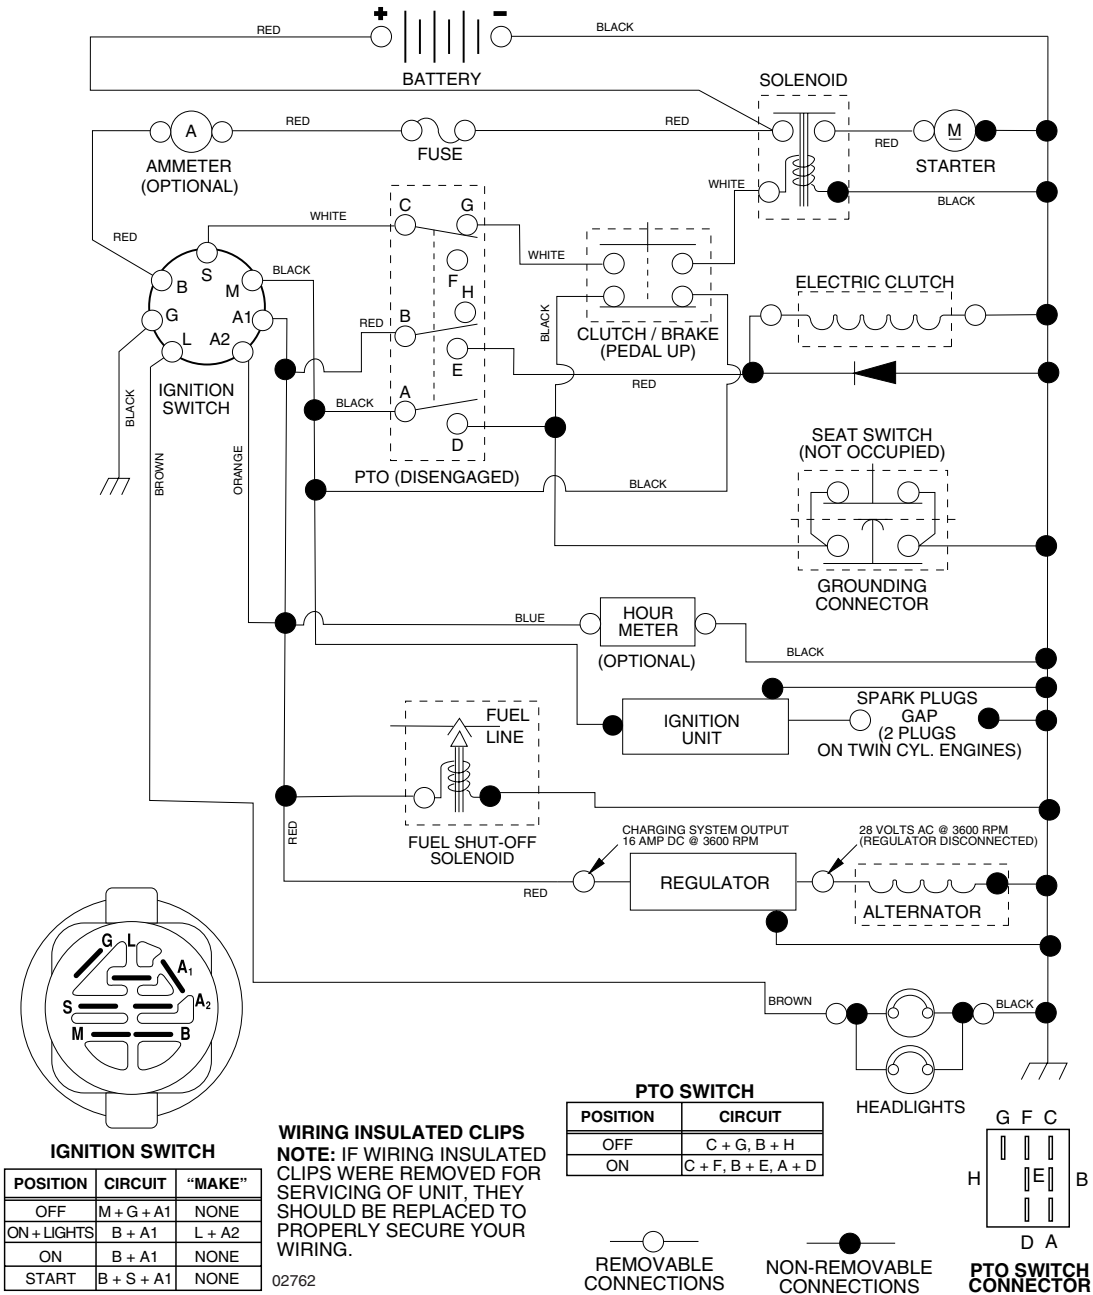 +
-
RED
BLACK
BATTERY
SOLENOID
A
RED
RED
RED
M
AMMETER
(OPTIONAL)
FUSE
STARTER
WHITE
BLACK
C
G
WHITE
RED
WHITE
S
BLACK
F
B
M
H
ELECTRIC CLUTCH
G
A1
RED
B
BLACK
CLUTCH / BRAKE
(PEDAL UP)
L
A2
E
RED
IGNITION
SWITCH
BLACK
A
BLACK
D
SEAT SWITCH
(NOT OCCUPIED)
BROWN
ORANGE
PTO (DISENGAGED)
BLACK
GROUNDING
CONNECTOR
BLUE
HOUR
METER
(OPTIONAL)
BLACK
FUEL
LINE
IGNITION
UNIT
SPARK PLUGS
GAP
(2 PLUGS
ON TWIN CYL. ENGINES)
RED
FUEL SHUT-OFF
SOLENOID
CHARGING SYSTEM OUTPUT
16 AMP DC @ 3600 RPM
28 VOLTS AC @ 3600 RPM
(REGULATOR DISCONNECTED)
RED
REGULATOR
ALTERNATOR
G L
A1
S
A2
M
B
BROWN
BLACK
HEADLIGHTS
IGNITION SWITCH
POSITION CIRCUIT “MAKE”
OFF M + G + A1 NONE
ON + LIGHTS B + A1 L + A2
ON B + A1 NONE
START B + S + A1 NONE
WIRING INSULATED CLIPS
NOTE: IF WIRING INSULATED
CLIPS WERE REMOVED FOR
SERVICING OF UNIT, THEY
SHOULD BE REPLACED TO
PROPERLY SECURE YOUR
WIRING.
02762
PTO SWITCH
POSITION CIRCUIT
OFF C + G, B + H
ON C + F, B + E, A + D
REMOVABLE
CONNECTIONS
NON-REMOVABLE
CONNECTIONS
G F C
H E B
D A
PTO SWITCH
CONNECTOR